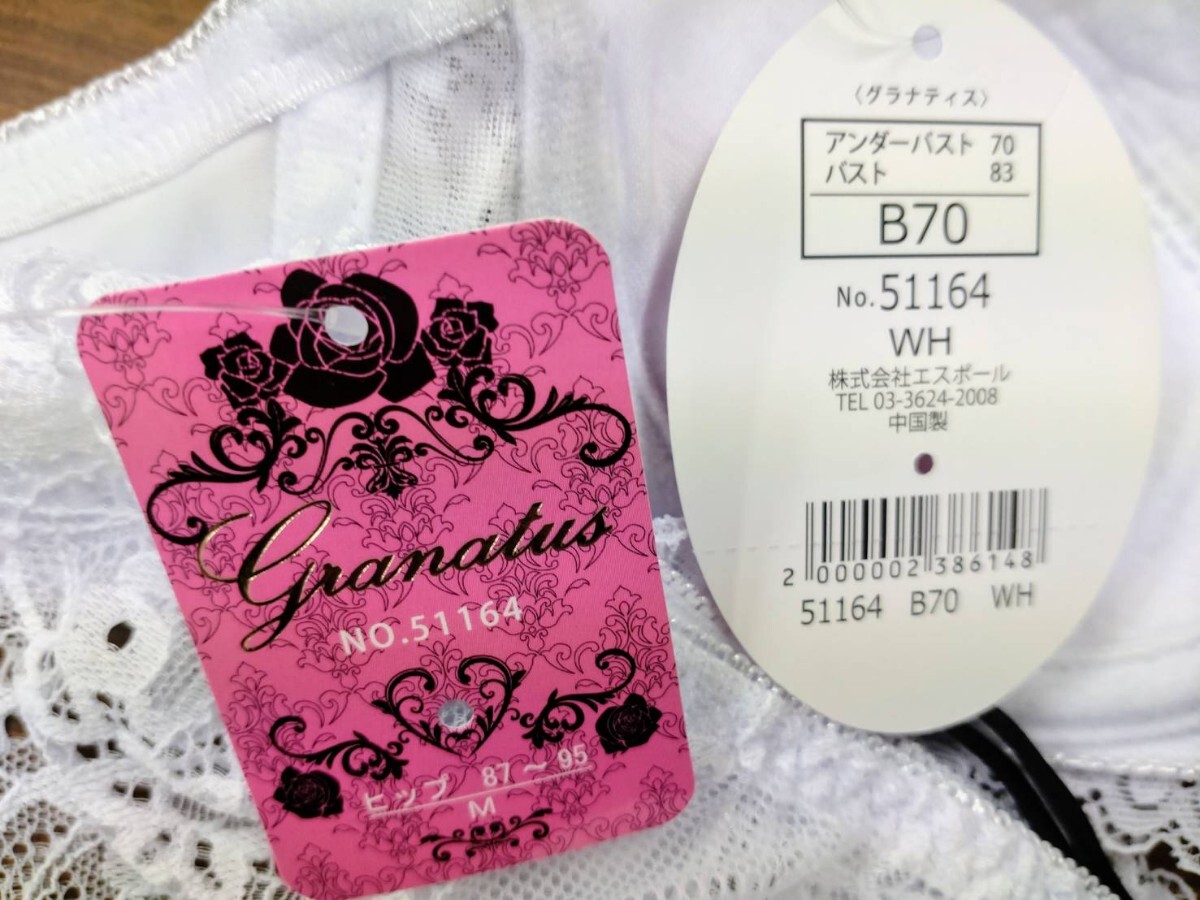 Granatus
NO.51164
ヒップ 87～95
M
〈グラナティス〉
アンダーバスト 70
バスト 83
B70
No.51164
WH
株式会社エスポール
TEL 03-3624-2008
中国製
2 000002 386148
51164 B70 WH